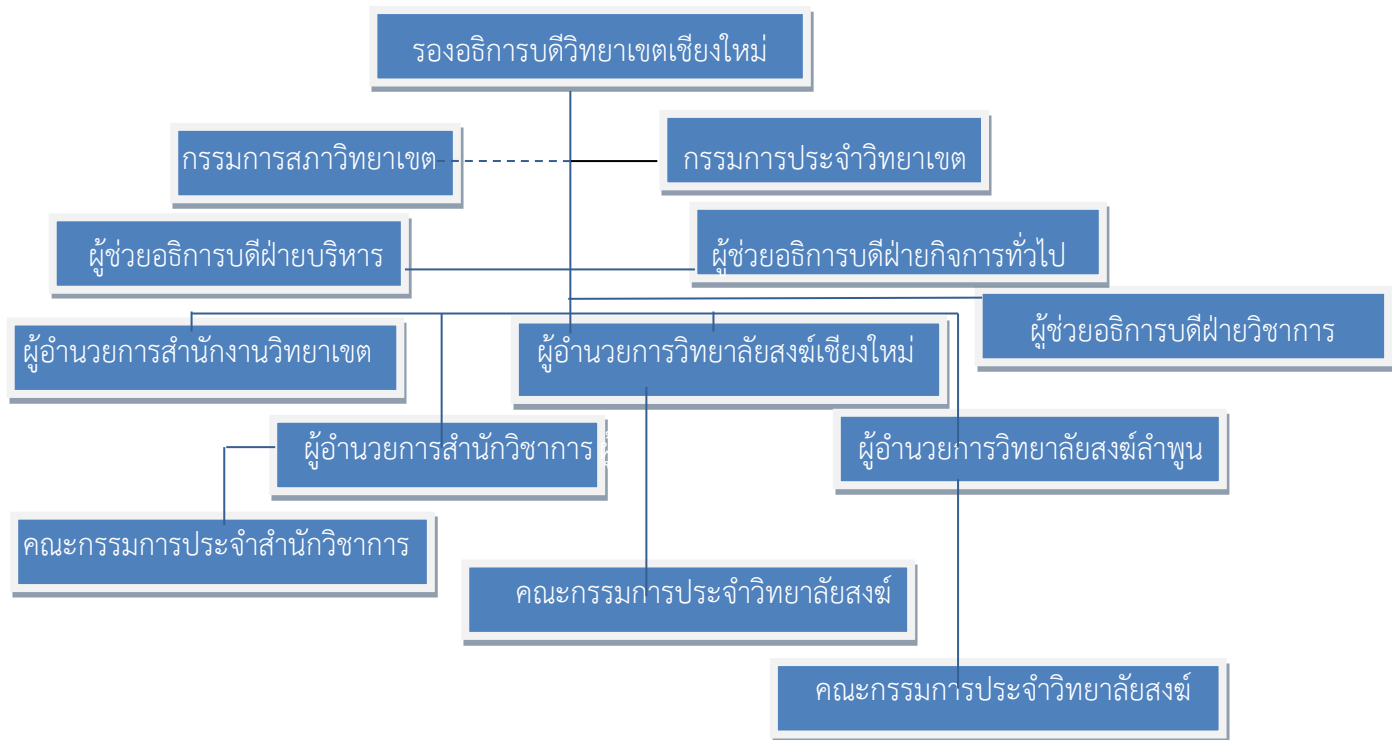 รองอธิการบดีวิทยาเขตเชียงใหม่
กรรมการสภาวิทยาเขต
กรรมการประจำวิทยาเขต
ผู้ช่วยอธิการบดีฝ่ายบริหาร
ผู้ช่วยอธิการบดีฝ่ายกิจการทั่วไป
ผู้ช่วยอธิการบดีฝ่ายวิชาการ
ผู้อำนวยการสำนักงานวิทยาเขต
ผู้อำนวยการวิทยาลัยสงฆ์เชียงใหม่
ผู้อำนวยการสำนักวิชาการ
ผู้อำนวยการวิทยาลัยสงฆ์ลำพูน
คณะกรรมการประจำสำนักวิชาการ
คณะกรรมการประจำวิทยาลัยสงฆ์
คณะกรรมการประจำวิทยาลัยสงฆ์